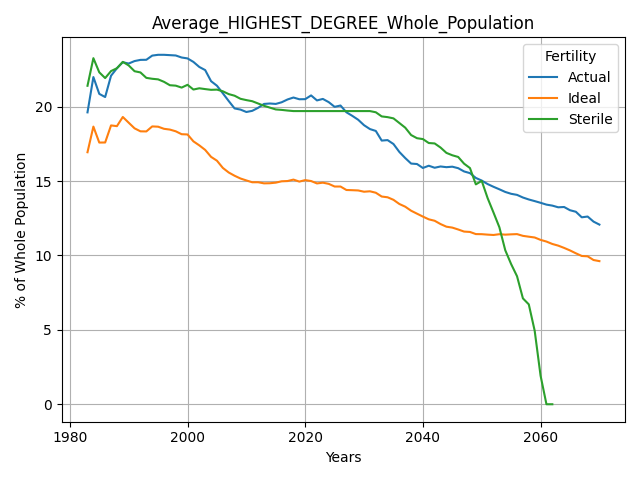 Average_HIGHEST_DEGREE_Whole_Population
Fertility
Actual
Ideal
Sterile
% of Whole Population
20
15
10
5
0
1980
2000
2020
2040
2060
Years